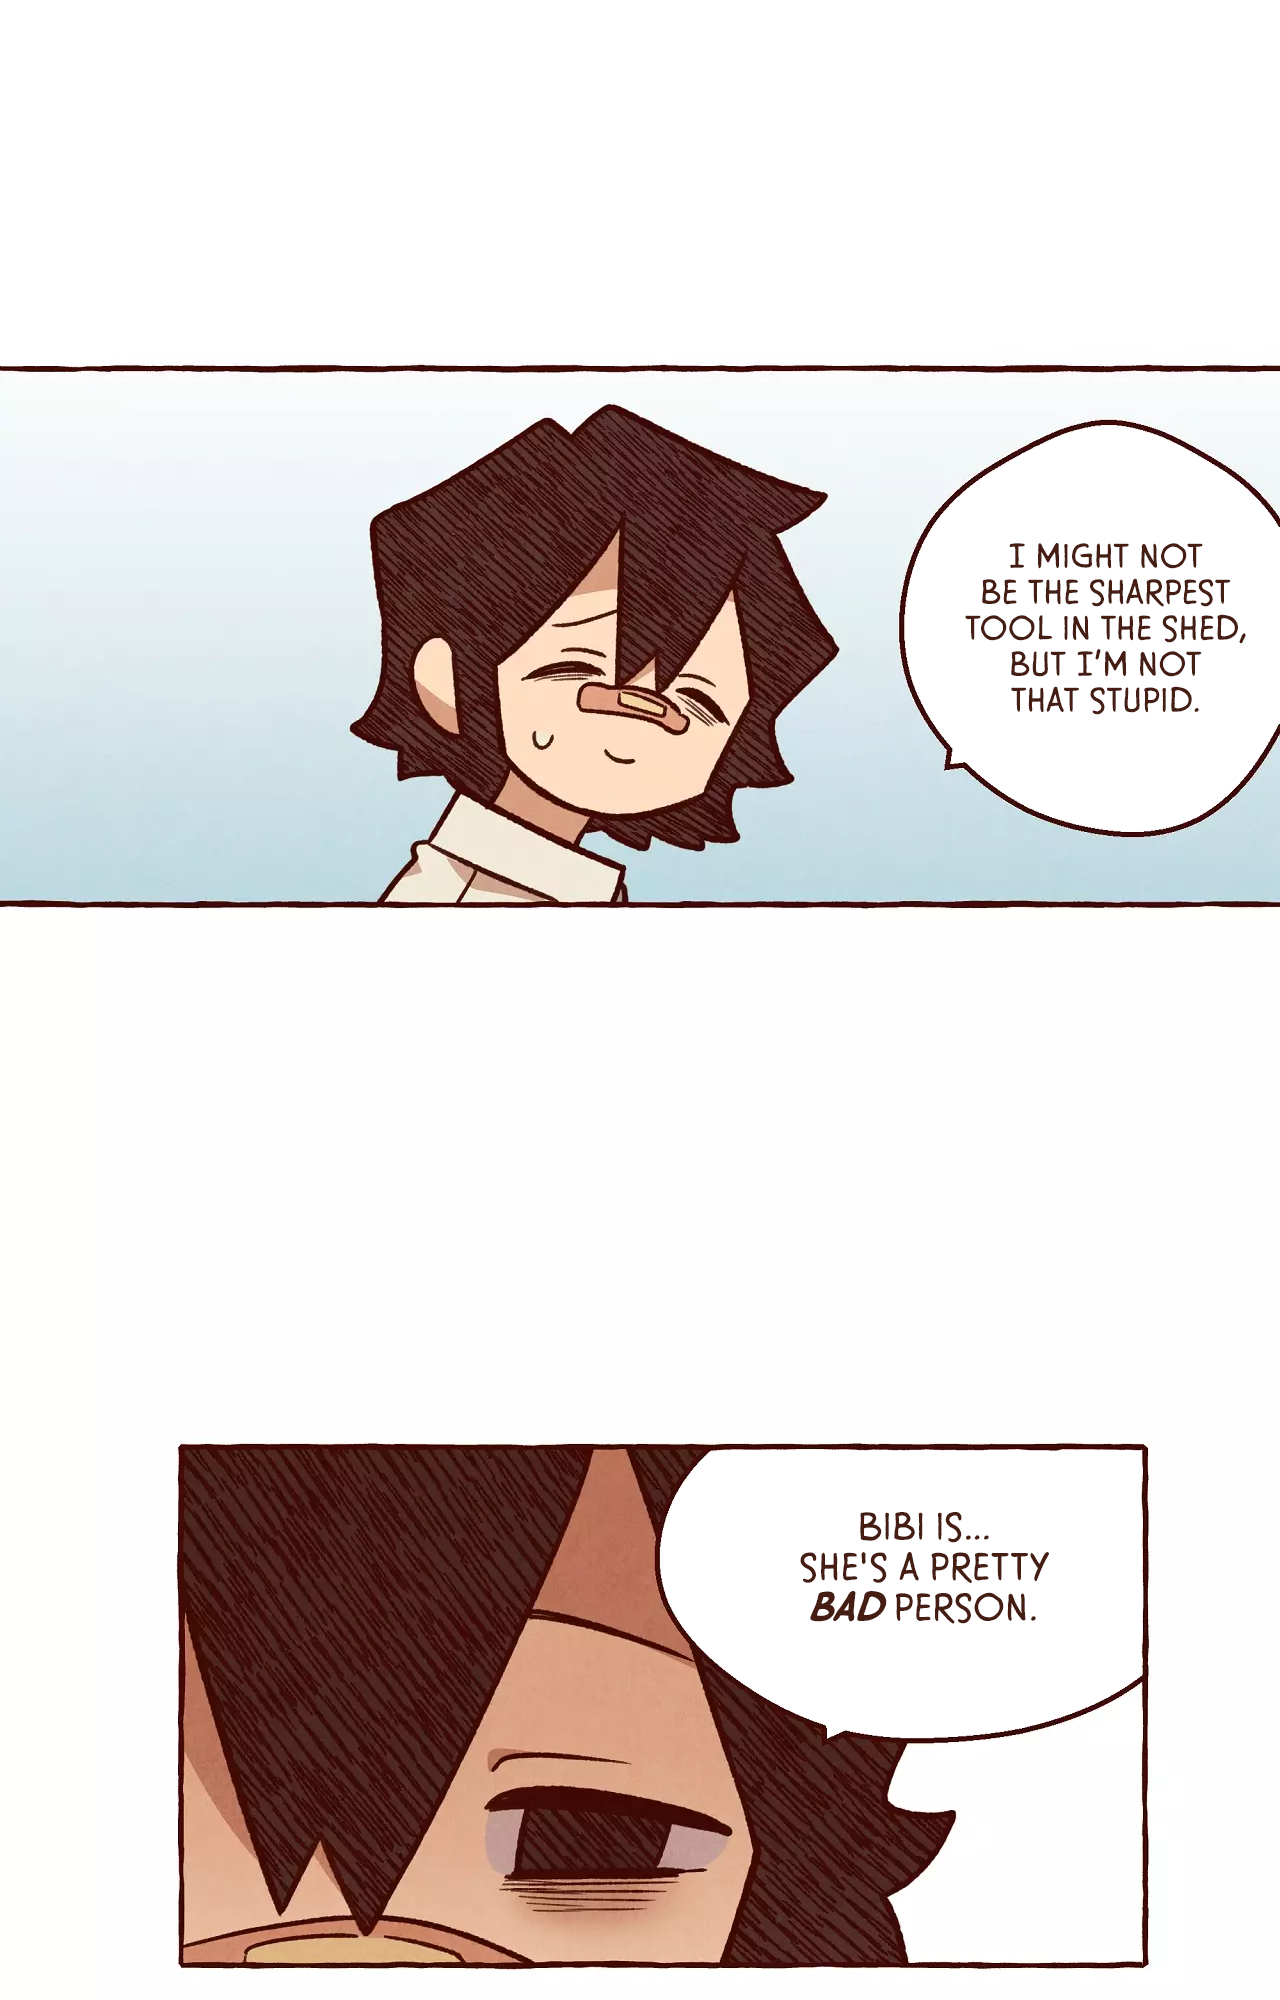 I MIGHT NOT
BE THE SHARPEST
TOOL IN THE SHED,
BUT I'M NOT
THAT STUPID.
BIBI IS...
SHE'S A PRETTY
BAD PERSON.